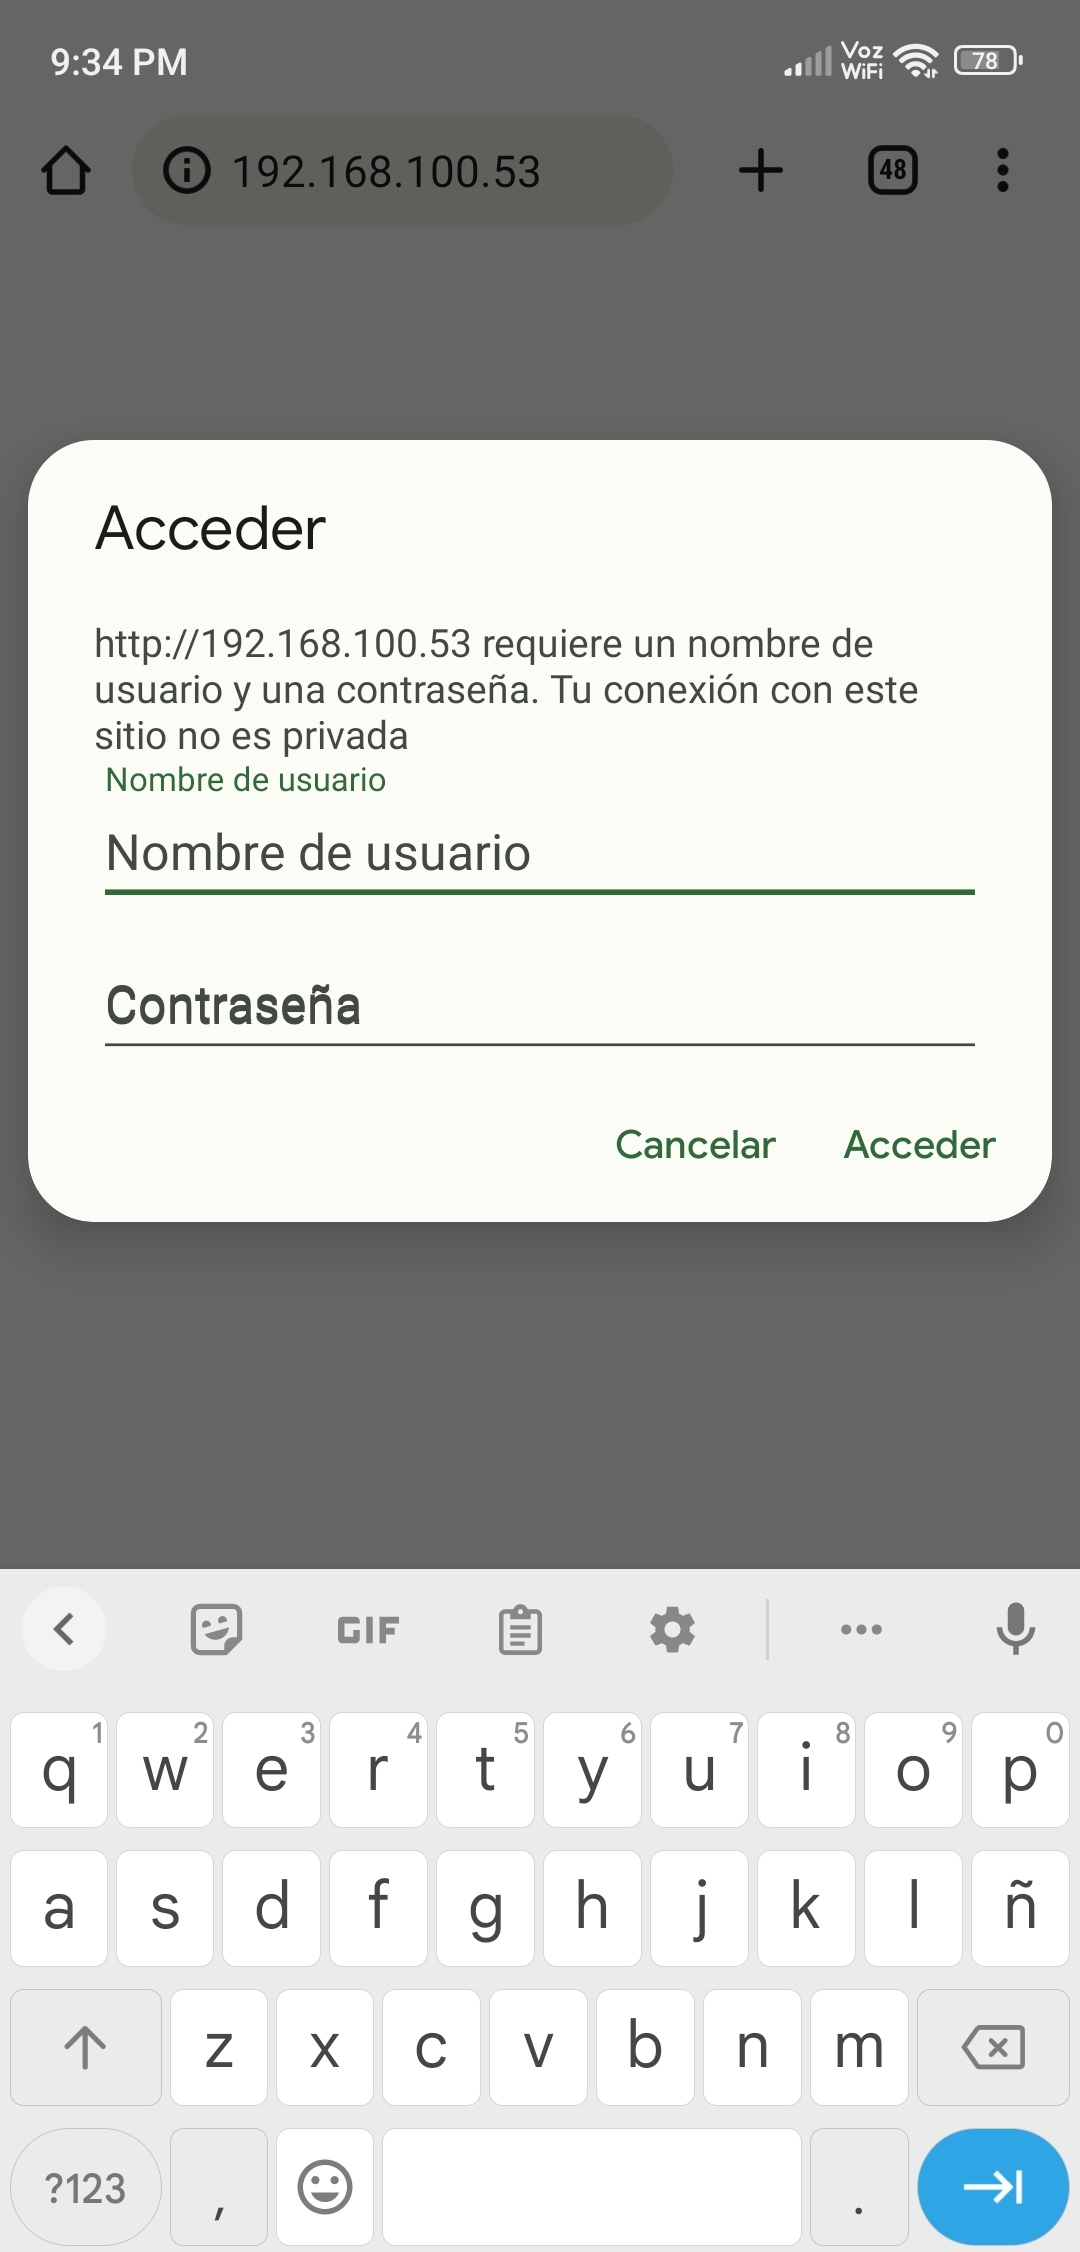 9:34 PM
Voz
WiFi
78
192.168.100.53
48
Acceder
http://192.168.100.53 requiere un nombre de
usuario y una contraseña. Tu conexión con este
sitio no es privada
Nombre de usuario
Nombre de usuario
Contraseña
Cancelar Acceder
GIF
1 2 3 4 5 6 7 8 9 0
q w e r t y u i o p
a s d f g h j k l ñ
z x c v b n m
?123 , .